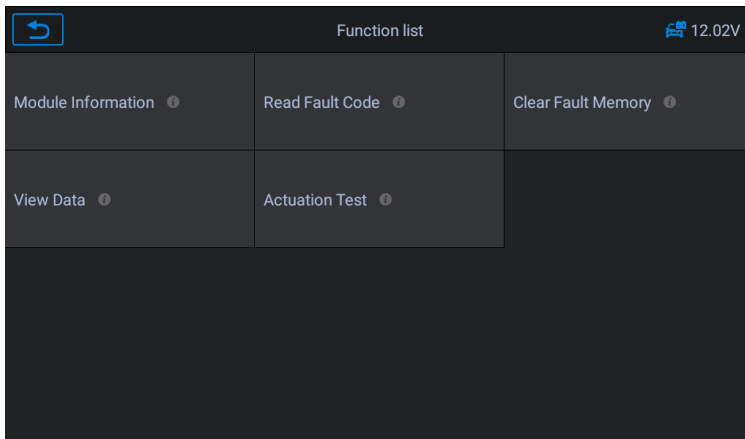 Function list
12.02V
Module Information
Read Fault Code
Clear Fault Memory
View Data
Actuation Test